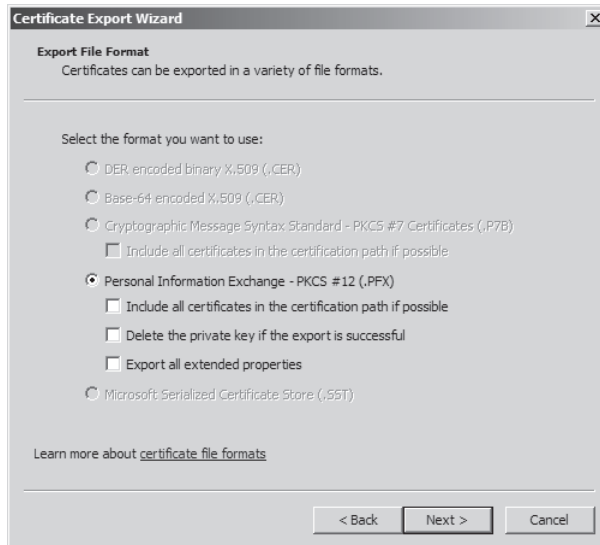 Certificate Export Wizard
Export File Format
Certificates can be exported in a variety of file formats.
Select the format you want to use:
DER encoded binary X.509 (.CER)
Base-64 encoded X.509 (.CER)
Cryptographic Message Syntax Standard - PKCS #7 Certificates (.P7B)
Include all certificates in the certification path if possible
Personal Information Exchange - PKCS #12 (.PFX)
Include all certificates in the certification path if possible
Delete the private key if the export is successful
Export all extended properties
Microsoft Serialized Certificate Store (.SST)
Learn more about certificate file formats
< Back Next > Cancel